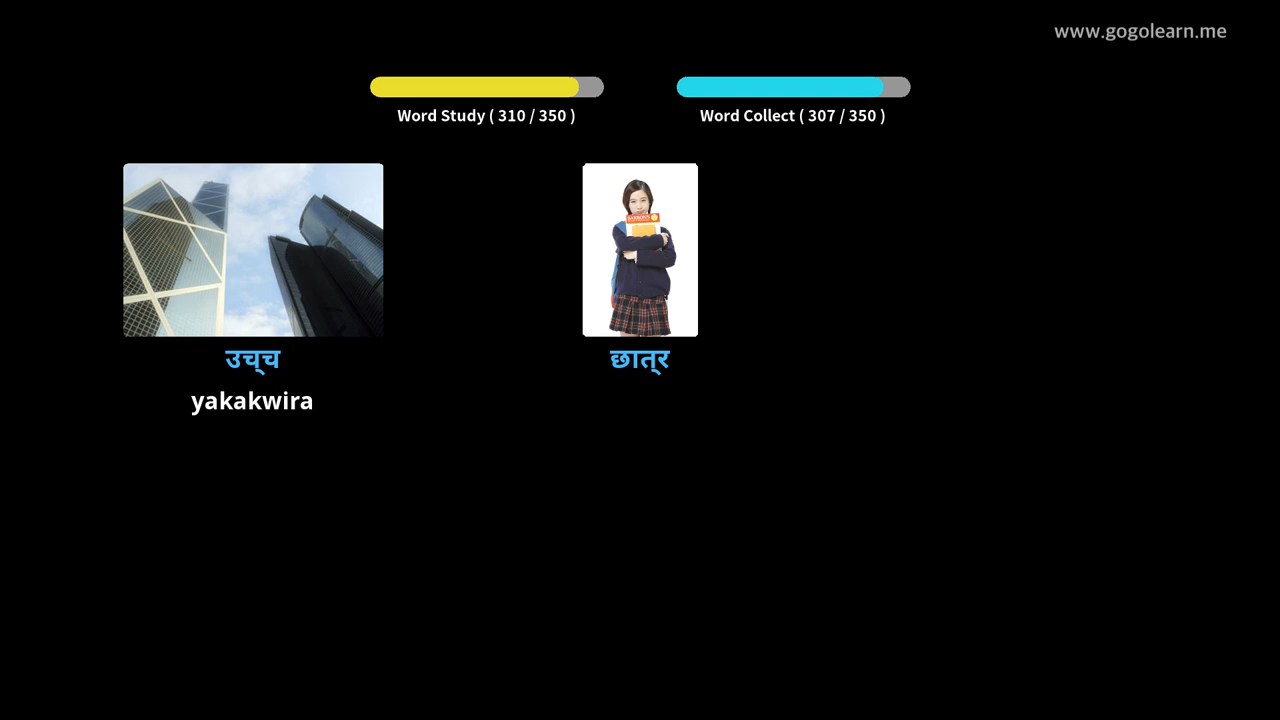 www.gogolearn.me
Word Study ( 310 / 350 )
Word Collect ( 307 / 350 )
उच्च
छात्र
yakakwira